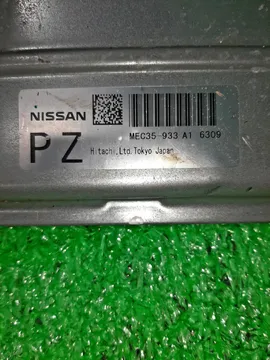 NISSAN
MEC35-933 A1 6309
PZ
Hitachi,Ltd.Tokyo Japan